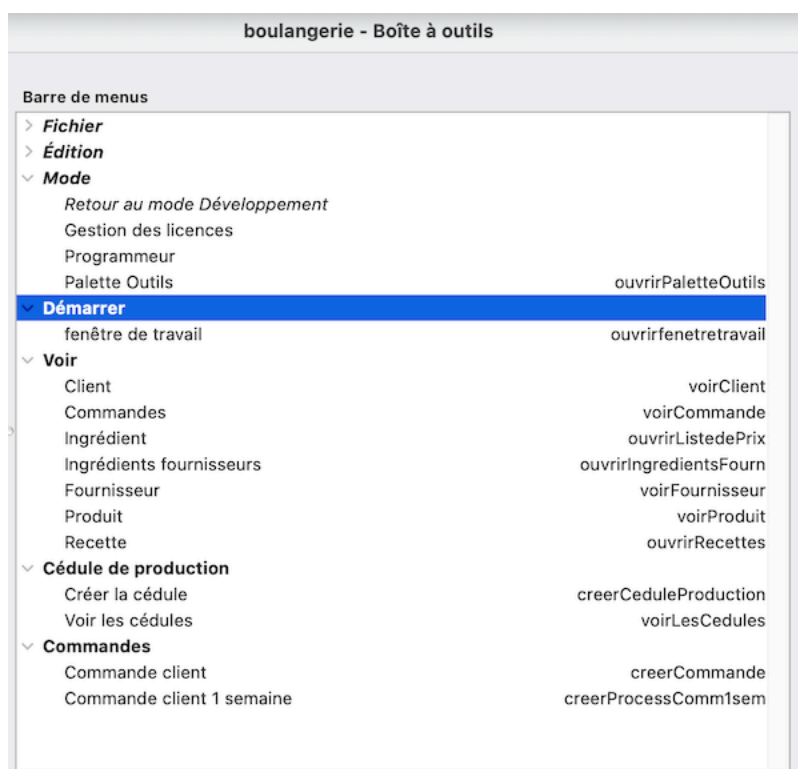 boulangerie - Boîte à outils
Barre de menus
Fichier
Édition
Mode
Retour au mode Développement
Gestion des licences
Programmeur
Palette Outils ouvrirPaletteOutils
Démarrer
fenêtre de travail ouvrirfenetretravail
Voir
Client voirClient
Commandes voirCommande
Ingrédient ouvrirListedePrix
Ingrédients fournisseurs ouvrirIngredientsFourn
Fournisseur voirFournisseur
Produit voirProduit
Recette ouvrirRecettes
Cédule de production
Créer la cédule creerCeduleProduction
Voir les cédules voirLesCedules
Commandes
Commande client creerCommande
Commande client 1 semaine creerProcessComm1sem